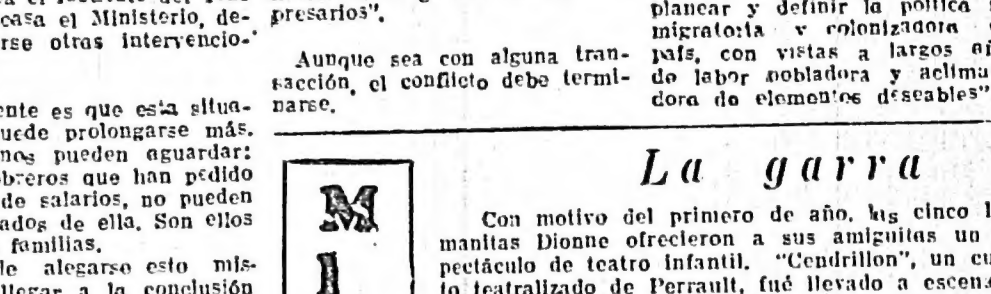 casa el Ministerio, de-
rse otras intervencio-
ente es que esta situa-
uede prolongarse más.
nos pueden aguardar:
breros que han pedido
de salarios, no pueden
ados de ella. Son ellos
familias.
le alegarse esto mis-
llegar a la conclusión
presarios".
Aunque sea con alguna tran-
sacción, el conflicto debe termi-
narse.
planear y definir la política
migratoria y colonizadora
país, con vistas a largos
de labor pobladora y aclima
dora de elementos deseables"
La garra
M
I
Con motivo del primero de año, las cinco
manitas Dionne ofrecieron a sus amiguitas un
pectáculo de teatro infantil. "Cendrillon", un cu
to teatralizado de Perrault, fué llevado a escena